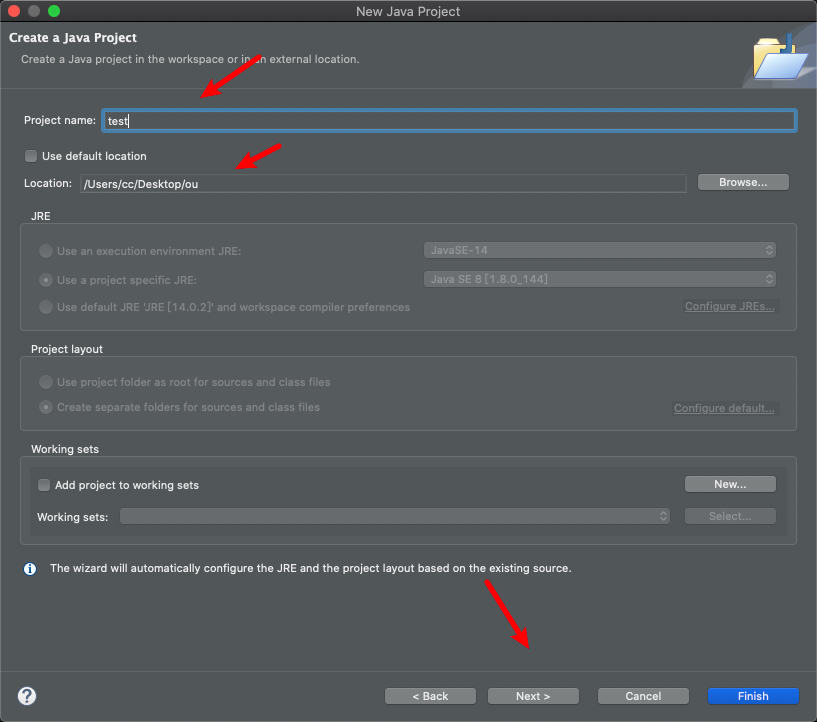 New Java Project
Create a Java Project
Create a Java project in the workspace or in an external location.
Project name: test
Use default location
Location: /Users/cc/Desktop/ou Browse...
JRE
Use an execution environment JRE: JavaSE-14
Use a project specific JRE: Java SE 8 [1.8.0_144]
Use default JRE 'JRE [14.0.2]' and workspace compiler preferences Configure JREs...
Project layout
Use project folder as root for sources and class files
Create separate folders for sources and class files Configure default...
Working sets
Add project to working sets New...
Working sets: Select...
The wizard will automatically configure the JRE and the project layout based on the existing source.
? < Back Next > Cancel Finish